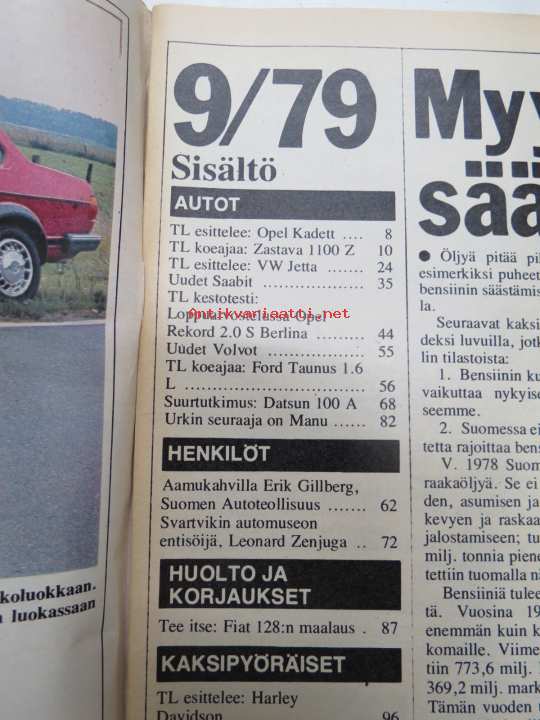 9/79
Sisältö
AUTOT
TL esittelee: Opel Kadett .... 8
TL koeajaa: Zastava 1100 Z 10
TL esittelee: VW Jetta ....... 24
Uudet Saabit ................. 35
TL kestotesti:
Loppuarvostelussa Opel
Rekord 2.0 S Berlina ......... 44
Uudet Volvot ................. 55
TL koeajaa: Ford Taunus 1.6
L ............................ 56
Suurtutkimus: Datsun 100 A 68
Urkin seuraaja on Manu ...... 82
HENKILÖT
Aamukahvilla Erik Gillberg,
Suomen Autoteollisuus ....... 62
Svartvikin automuseon
entisöijä, Leonard Zenjuga .. 72
HUOLTO JA
KORJAUKSET
Tee itse: Fiat 128:n maalaus . 87
KAKSIPYÖRÄISET
TL esittelee: Harley
Davidson 96
Antikvariaatti.net
koluokkaan.
luokassaan
My
sää
● Öljyä pitää
esimerkiksi puheet
bensiinin säästämis
la.
Seuraavat kaksi
deksi luvuilla, jotk
lin tilastoista:
1. Bensiinin ku
vaikuttaa nykyise
seemme.
2. Suomessa ei
tetta rajoittaa bens
V. 1978 Suom
raakaöljyä. Se ei
den, asumisen ja
kevyen ja raskaa
jalostamiseen; tu
milj. tonnia piene
tettiin tuomalla nä
Bensiiniä tulee
tä. Vuosina 19
enemmän kuin k
komaille. Viime
tiin 773,6 milj.
369,2 milj. mark
Tämän vuoden